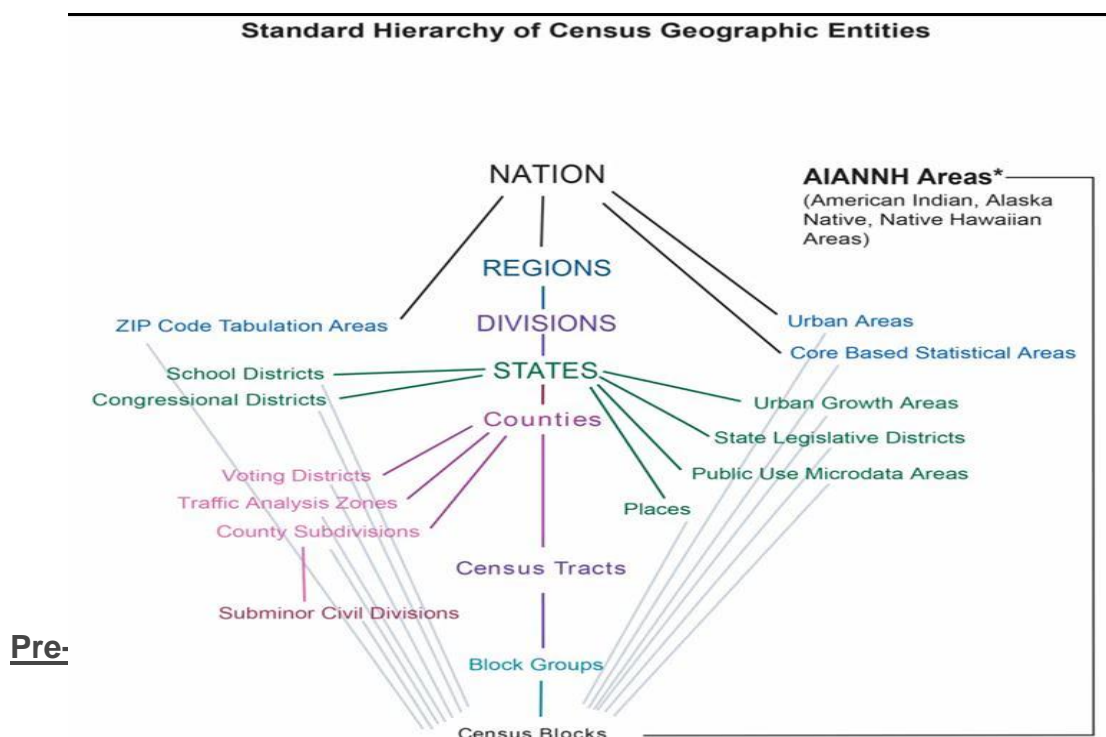 Standard Hierarchy of Census Geographic Entities
NATION
AIANNH Areas*
(American Indian, Alaska
Native, Native Hawaiian
Areas)
REGIONS
ZIP Code Tabulation Areas
DIVISIONS
Urban Areas
Core Based Statistical Areas
School Districts
STATES
Congressional Districts
Urban Growth Areas
Counties
State Legislative Districts
Voting Districts
Public Use Microdata Areas
Traffic Analysis Zones
Places
County Subdivisions
Census Tracts
Subminor Civil Divisions
Pre-
Block Groups
Census Blocks